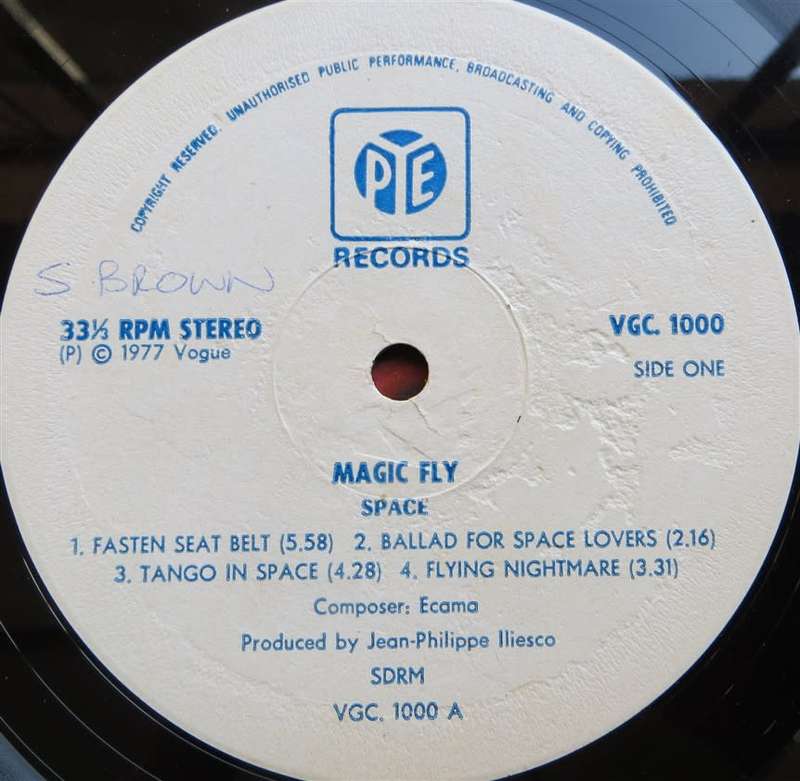 COPYRIGHT RESERVED. UNAUTHORISED PUBLIC PERFORMANCE, BROADCASTING AND COPYING PROHIBITED
PYE
RECORDS
S BROWN
33⅓ RPM STEREO
(P) © 1977 Vogue
VGC. 1000
SIDE ONE
MAGIC FLY
SPACE
1. FASTEN SEAT BELT (5.58) 2. BALLAD FOR SPACE LOVERS (2.16)
3. TANGO IN SPACE (4.28) 4. FLYING NIGHTMARE (3.31)
Composer: Ecama
Produced by Jean-Philippe Iliesco
SDRM
VGC. 1000 A